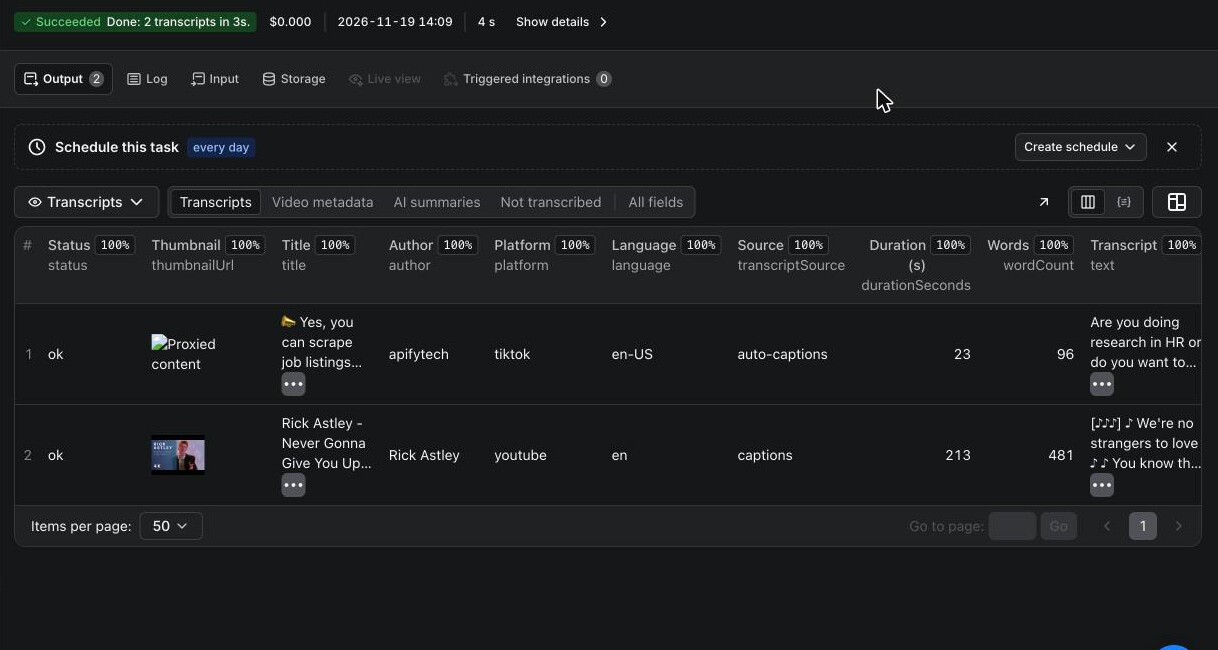 Succeeded Done: 2 transcripts in 3s. $0.000 2026-11-19 14:09 4 s Show details
Output 2 Log Input Storage Live view Triggered integrations 0
Schedule this task every day Create schedule
Transcripts Transcripts Video metadata AI summaries Not transcribed All fields
# Status 100% Thumbnail 100% Title 100% Author 100% Platform 100% Language 100% Source 100% Duration 100% Words 100% Transcript 100%
status thumbnailUrl title author platform language transcriptSource (s) wordCount text
durationSeconds
Yes, you Are you doing
can scrape research in HR or
1 ok Proxied content apifytech tiktok en-US auto-captions 23 96
job listings... do you want to...
Rick Astley - [♪♪♪] ♪ We're no
Never Gonna strangers to love
2 ok Rick Astley youtube en captions 213 481
Give You Up... ♪ ♪ You know th...
Items per page: 50 Go to page: Go 1